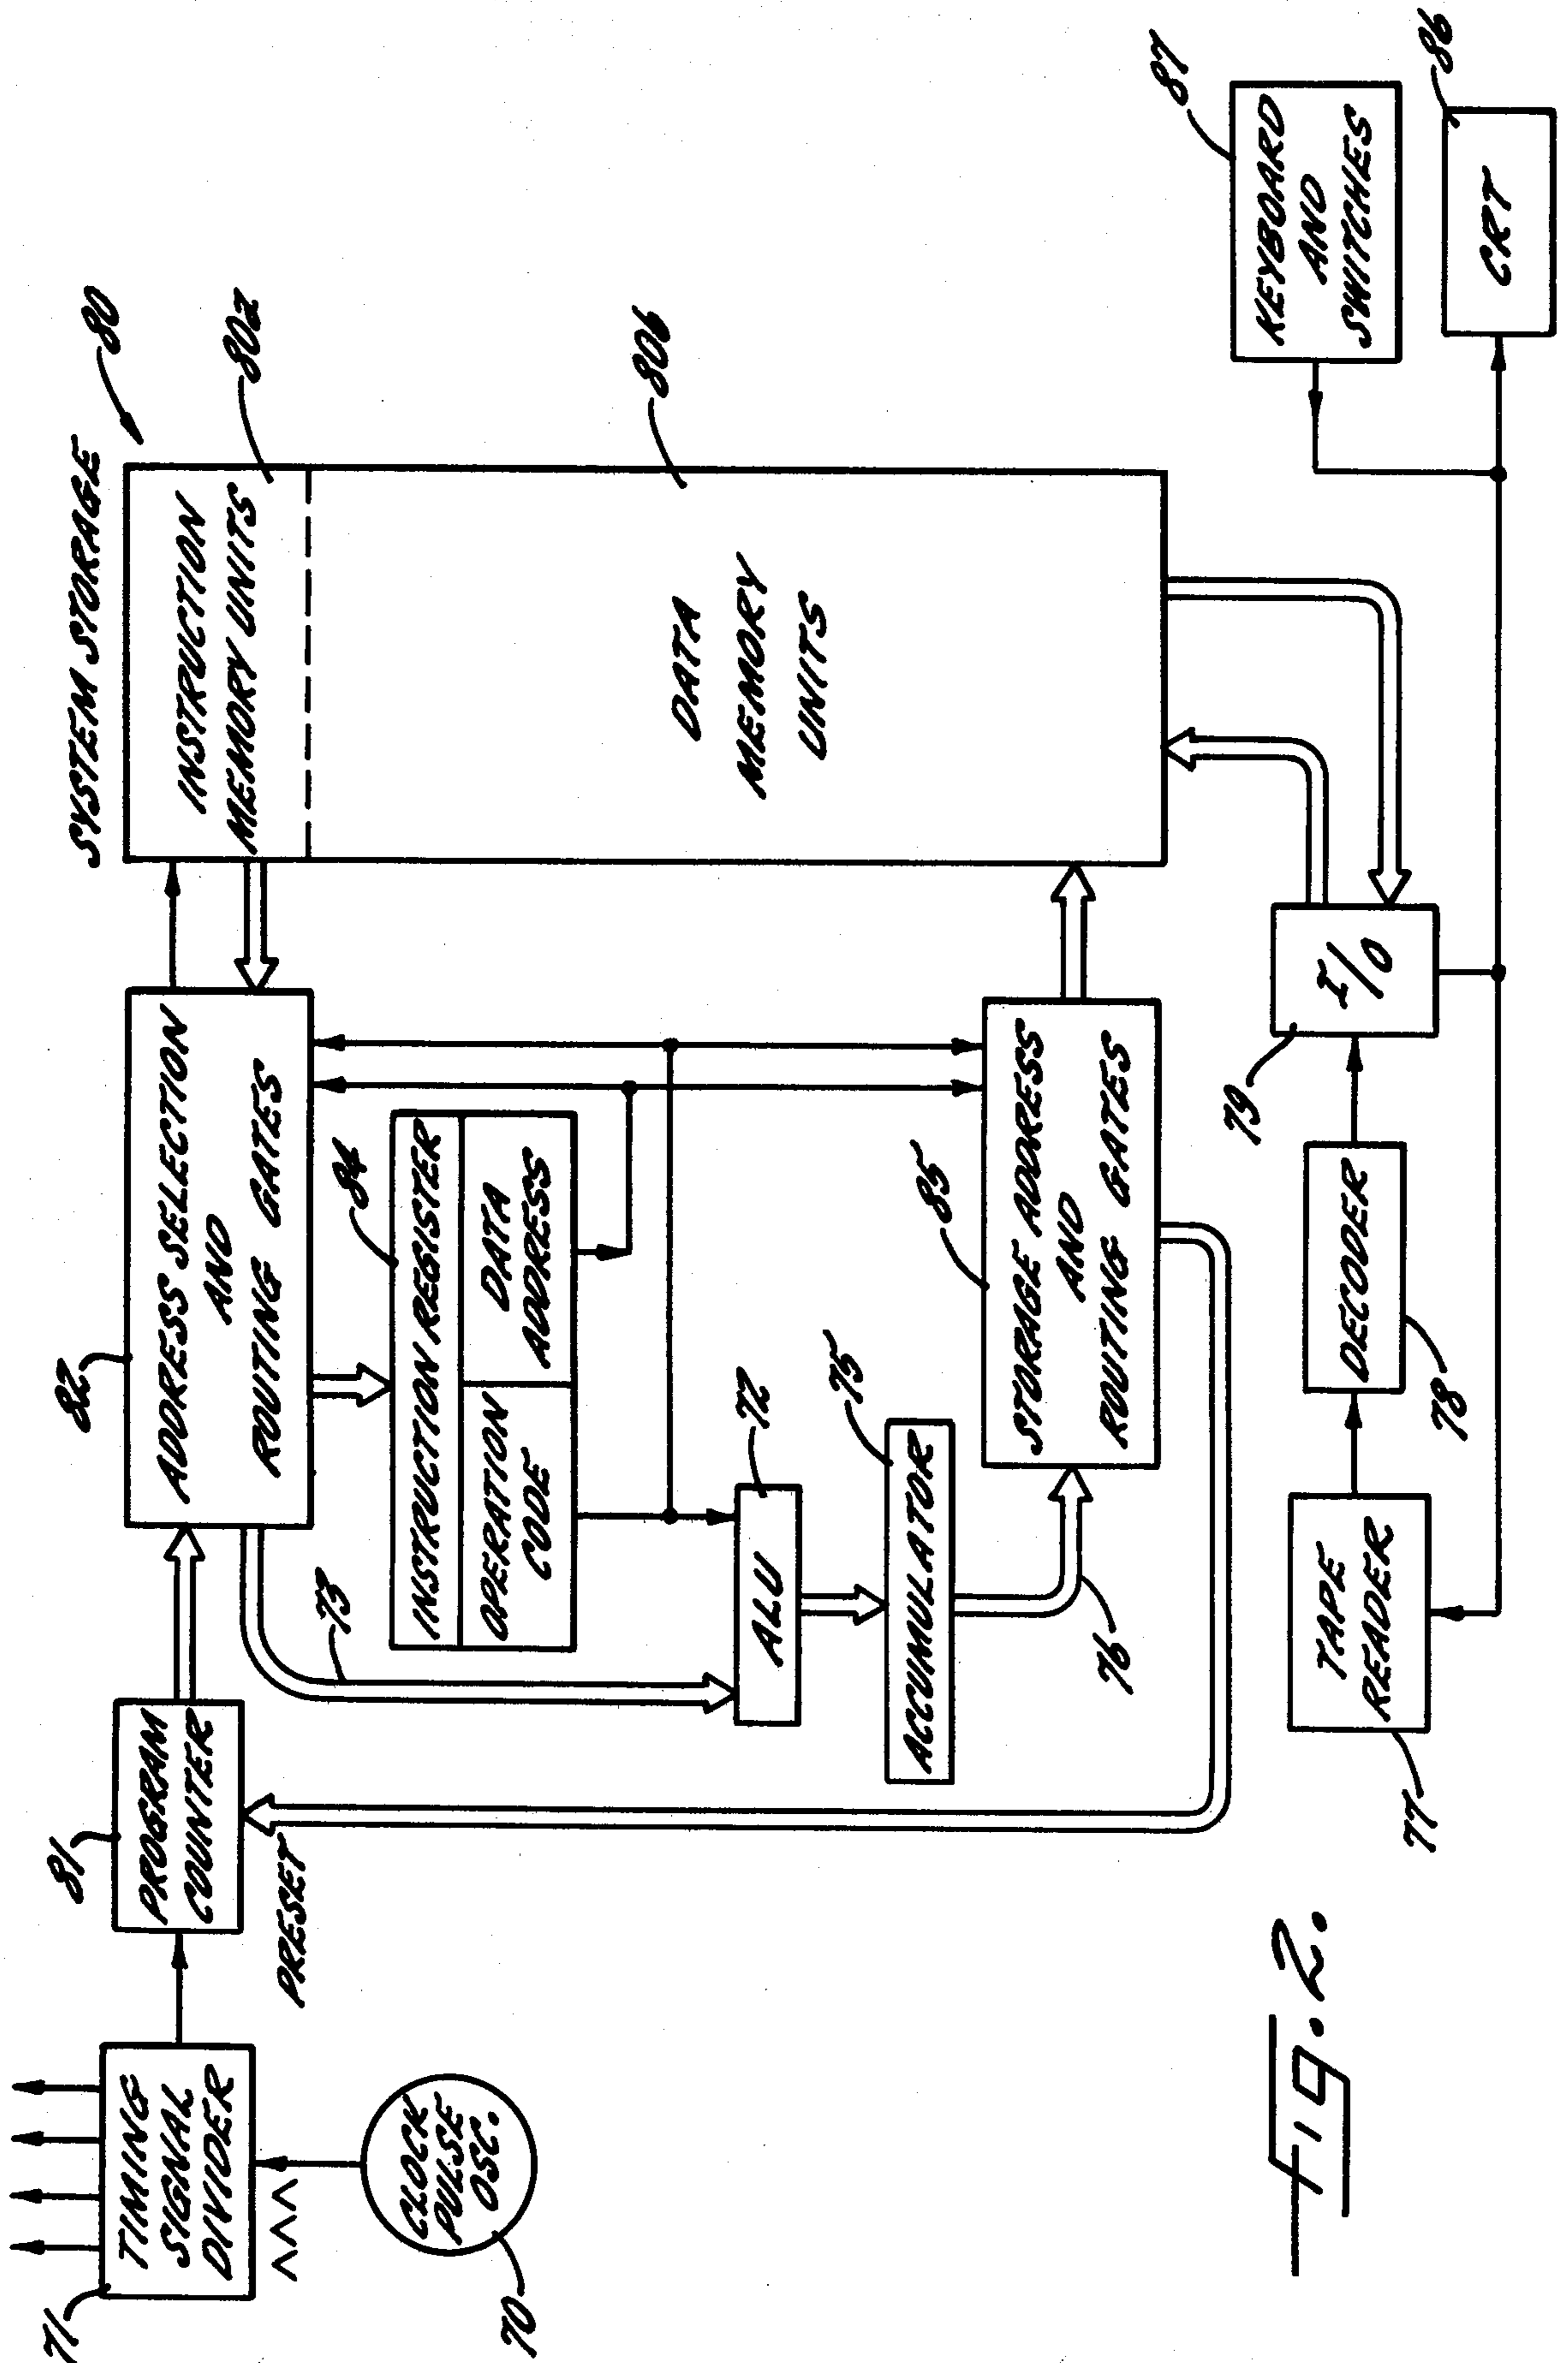 SYSTEM STORAGE
80
71
TIMING
SIGNAL
DIVIDER
81
PROGRAM
COUNTER
PRESET
82
ADDRESS SELECTION
AND
ROUTING GATES
INSTRUCTION
MEMORY UNITS
80a
CLOCK
PULSE
OSC.
70
73
84
INSTRUCTION REGISTER
OPERATION
CODE
DATA
ADDRESS
DATA
MEMORY
UNITS
80b
72
ALU
75
ACCUMULATOR
76
85
STORAGE ADDRESS
AND
ROUTING GATES
87
KEYBOARD
AND
SWITCHES
77
TAPE
READER
DECODER
78
79
I/O
86
CRT
Fig. 2.